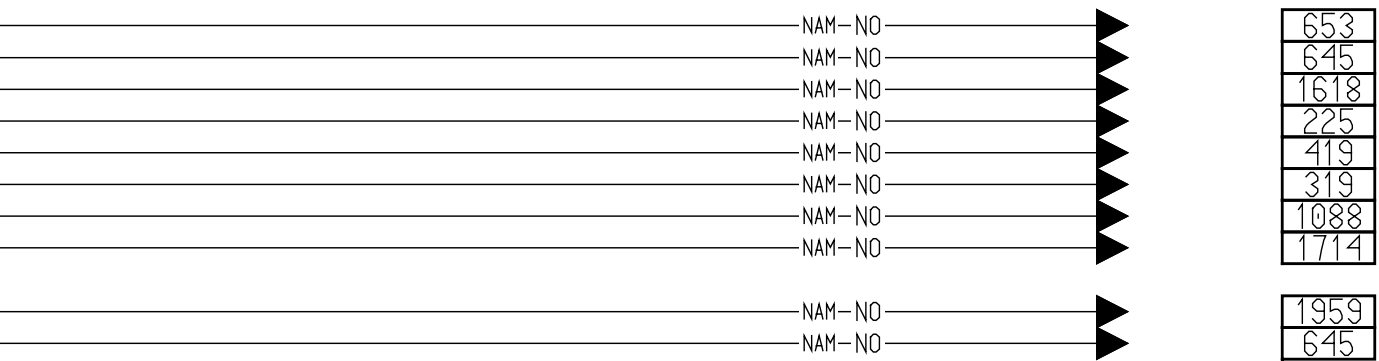 NAM-NO 653
NAM-NO 645
NAM-NO 1618
NAM-NO 225
NAM-NO 419
NAM-NO 319
NAM-NO 1088
NAM-NO 1714
NAM-NO 1959
NAM-NO 645